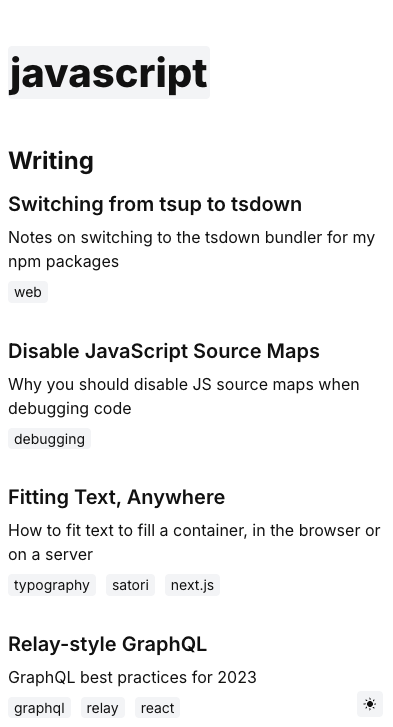 javascript
Writing
Switching from tsup to tsdown
Notes on switching to the tsdown bundler for my
npm packages
web
Disable JavaScript Source Maps
Why you should disable JS source maps when
debugging code
debugging
Fitting Text, Anywhere
How to fit text to fill a container, in the browser or
on a server
typography satori next.js
Relay-style GraphQL
GraphQL best practices for 2023
graphql relay react